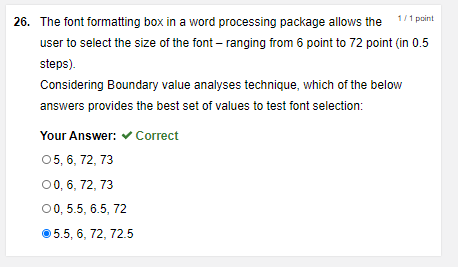 26. The font formatting box in a word processing package allows the 1 / 1 point
user to select the size of the font – ranging from 6 point to 72 point (in 0.5
steps).
Considering Boundary value analyses technique, which of the below
answers provides the best set of values to test font selection:
Your Answer: ✔ Correct
5, 6, 72, 73
0, 6, 72, 73
0, 5.5, 6.5, 72
5.5, 6, 72, 72.5